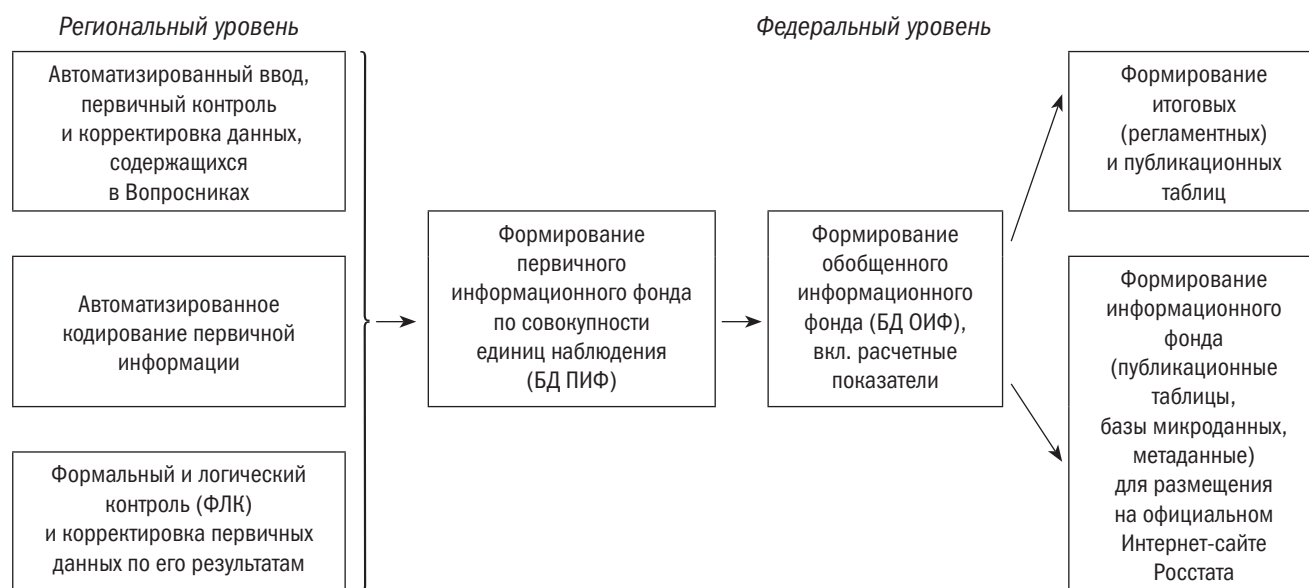 Региональный уровень
Федеральный уровень
Автоматизированный ввод,
первичный контроль
и корректировка данных,
содержащихся
в Вопросниках
Автоматизированное
кодирование первичной
информации
Формальный и логический
контроль (ФЛК)
и корректировка первичных
данных по его результатам
Формирование
первичного
информационного фонда
по совокупности
единиц наблюдения
(БД ПИФ)
Формирование
обобщенного
информационного
фонда (БД ОИФ),
вкл. расчетные
показатели
Формирование
итоговых
(регламентных)
и публикационных
таблиц
Формирование
информационного
фонда
(публикационные
таблицы,
базы микроданных,
метаданные)
для размещения
на официальном
Интернет-сайте
Росстата